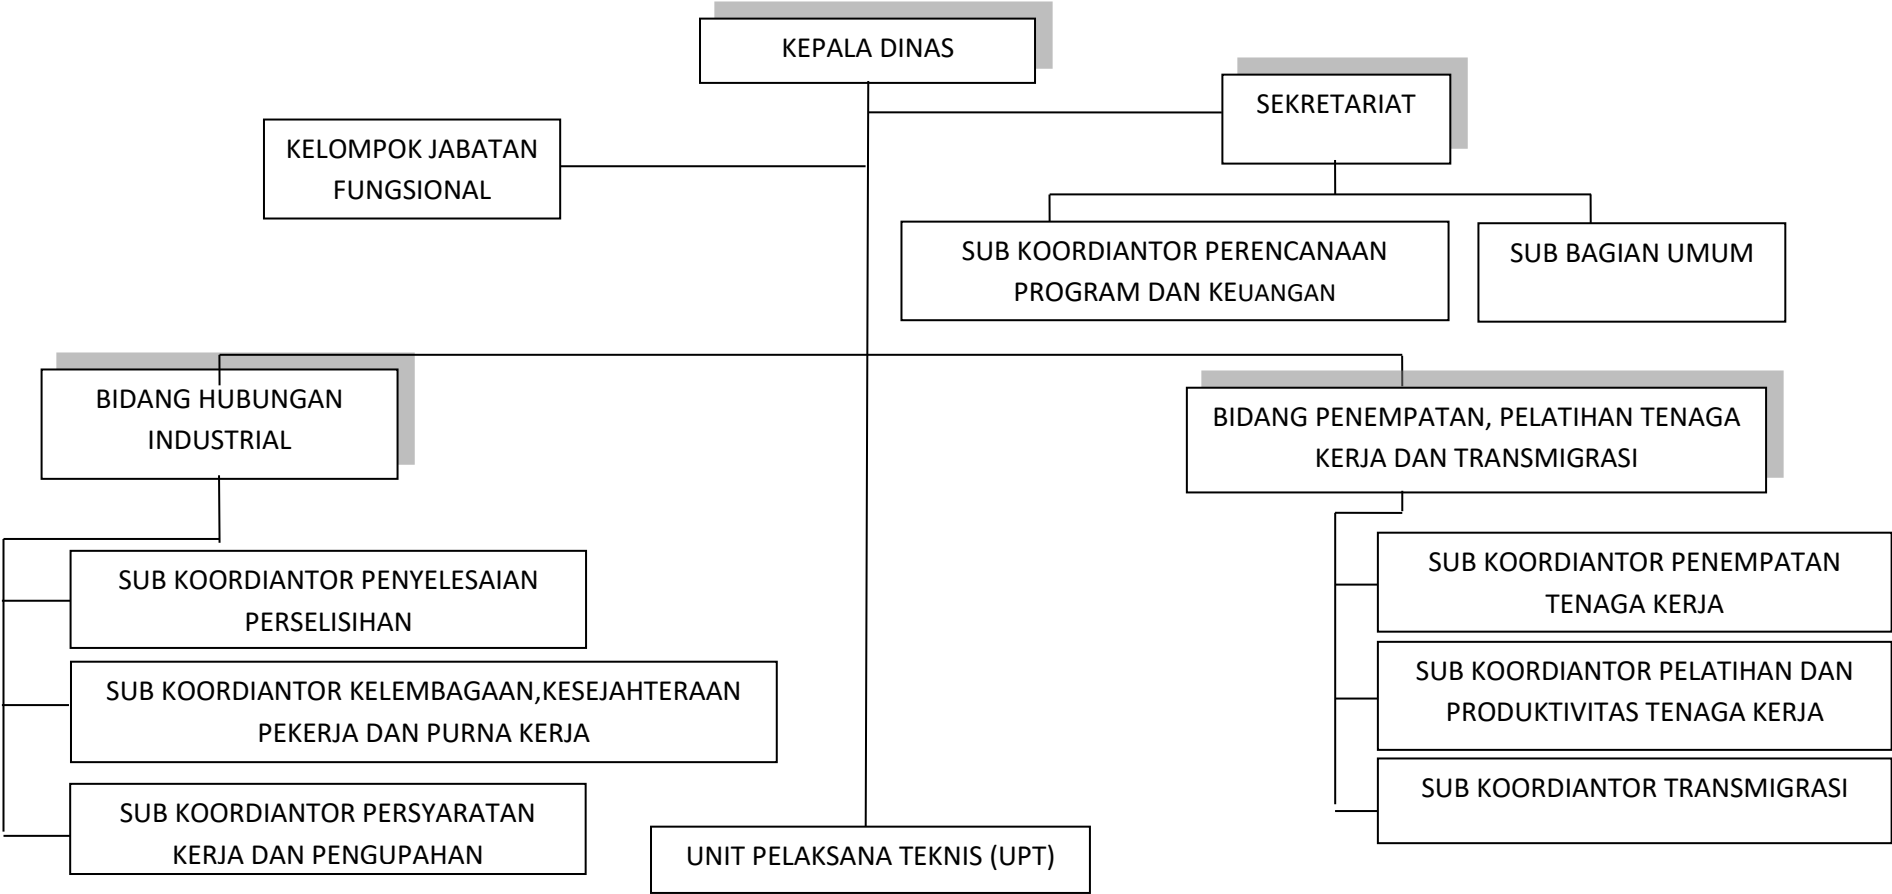 KEPALA DINAS
SEKRETARIAT
KELOMPOK JABATAN
FUNGSIONAL
SUB KOORDIANTOR PERENCANAAN
PROGRAM DAN KEUANGAN
SUB BAGIAN UMUM
BIDANG HUBUNGAN
INDUSTRIAL
BIDANG PENEMPATAN, PELATIHAN TENAGA
KERJA DAN TRANSMIGRASI
SUB KOORDIANTOR PENYELESAIAN
PERSELISIHAN
SUB KOORDIANTOR KELEMBAGAAN,KESEJAHTERAAN
PEKERJA DAN PURNA KERJA
SUB KOORDIANTOR PERSYARATAN
KERJA DAN PENGUPAHAN
SUB KOORDIANTOR PENEMPATAN
TENAGA KERJA
SUB KOORDIANTOR PELATIHAN DAN
PRODUKTIVITAS TENAGA KERJA
SUB KOORDIANTOR TRANSMIGRASI
UNIT PELAKSANA TEKNIS (UPT)